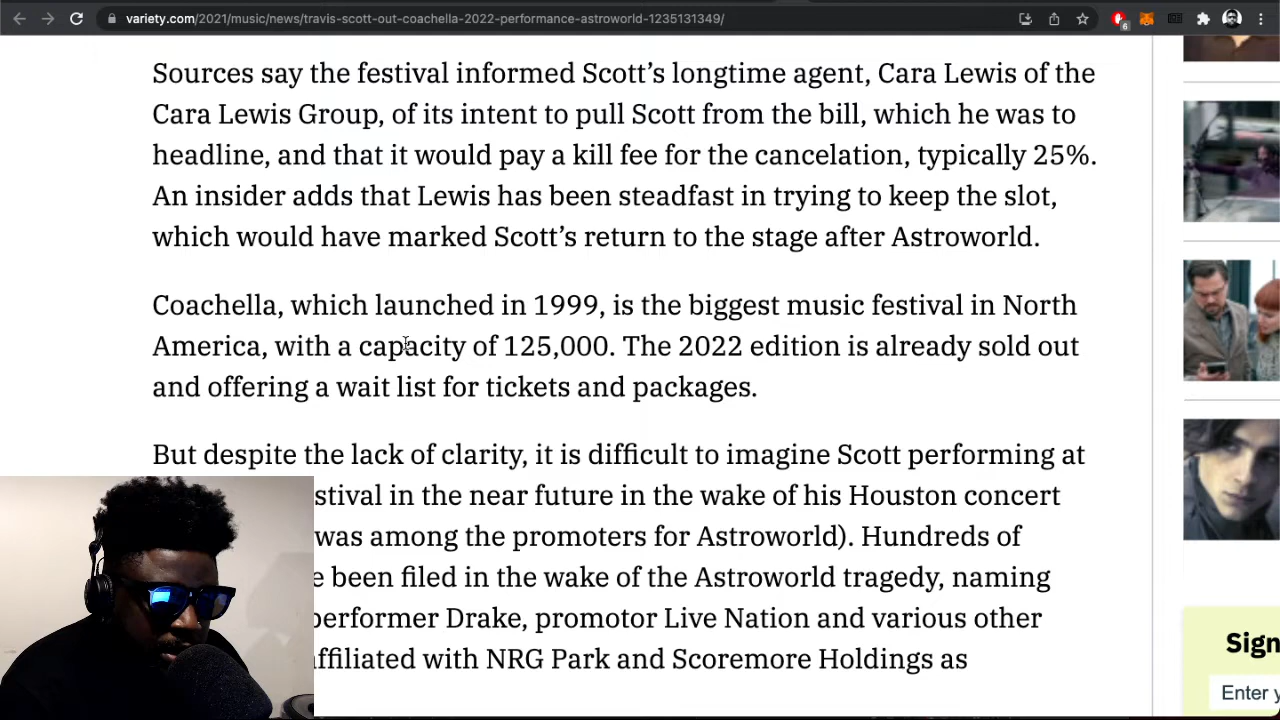 variety.com/2021/music/news/travis-scott-out-coachella-2022-performance-astroworld-1235131349/
6
Sources say the festival informed Scott’s longtime agent, Cara Lewis of the
Cara Lewis Group, of its intent to pull Scott from the bill, which he was to
headline, and that it would pay a kill fee for the cancelation, typically 25%.
An insider adds that Lewis has been steadfast in trying to keep the slot,
which would have marked Scott’s return to the stage after Astroworld.
Coachella, which launched in 1999, is the biggest music festival in North
America, with a capacity of 125,000. The 2022 edition is already sold out
and offering a wait list for tickets and packages.
But despite the lack of clarity, it is difficult to imagine Scott performing at
stival in the near future in the wake of his Houston concert
was among the promoters for Astroworld). Hundreds of
e been filed in the wake of the Astroworld tragedy, naming
performer Drake, promotor Live Nation and various other
affiliated with NRG Park and Scoremore Holdings as
Sign
Enter y